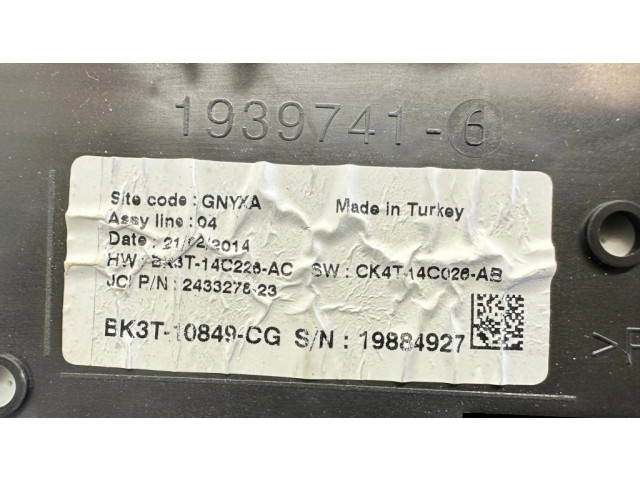 1939741-6
Site code : GNYXA
Made in Turkey
Assy line : 04
Date : 21/02/2014
HW : BK3T-14C226-AC SW : CK4T-14C026-AB
JCI P/N : 2433278-23
BK3T-10849-CG S/N : 19884927
>P